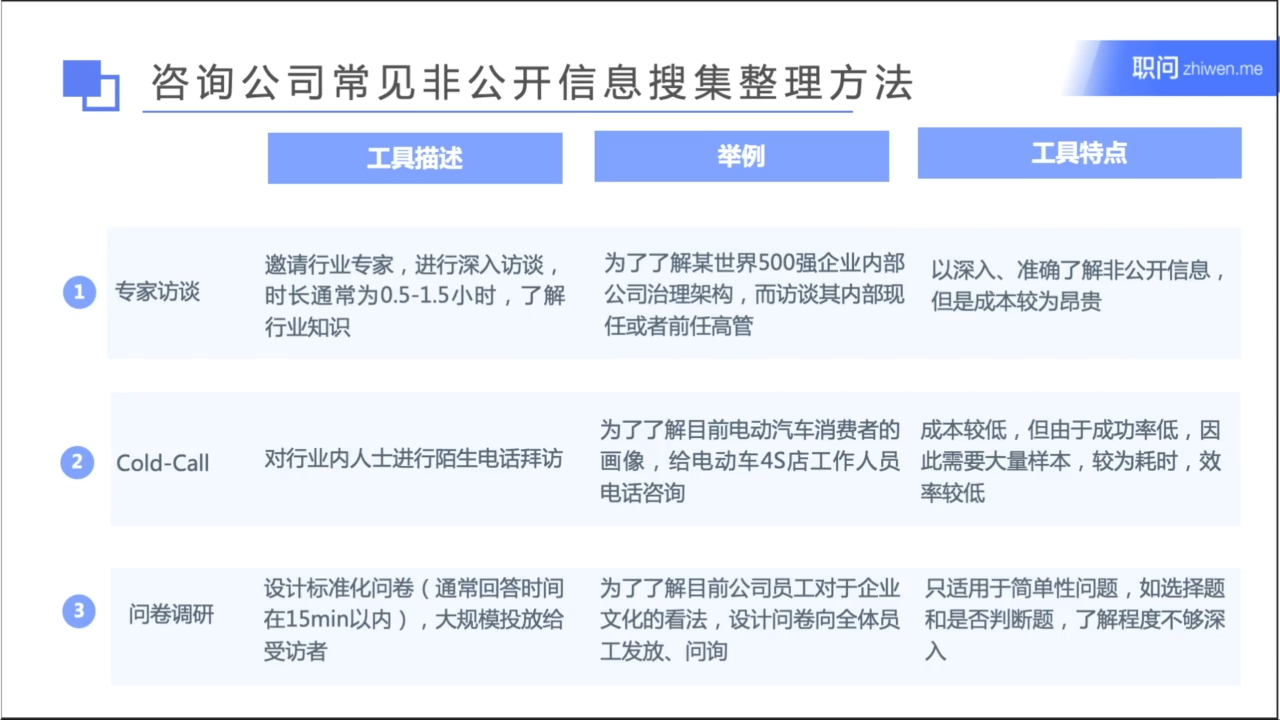 咨询公司常见非公开信息搜集整理方法
职问 zhiwen.me
工具描述
举例
工具特点
1
专家访谈
邀请行业专家，进行深入访谈，
时长通常为0.5-1.5小时，了解
行业知识
为了了解某世界500强企业内部
公司治理架构，而访谈其内部现
任或者前任高管
以深入、准确了解非公开信息，
但是成本较为昂贵
2
Cold-Call
对行业内人士进行陌生电话拜访
为了了解目前电动汽车消费者的
画像，给电动车4S店工作人员
电话咨询
成本较低，但由于成功率低，因
此需要大量样本，较为耗时，效
率较低
3
问卷调研
设计标准化问卷（通常回答时间
在15min以内），大规模投放给
受访者
为了了解目前公司员工对于企业
文化的看法，设计问卷向全体员
工发放、问询
只适用于简单性问题，如选择题
和是否判断题，了解程度不够深
入